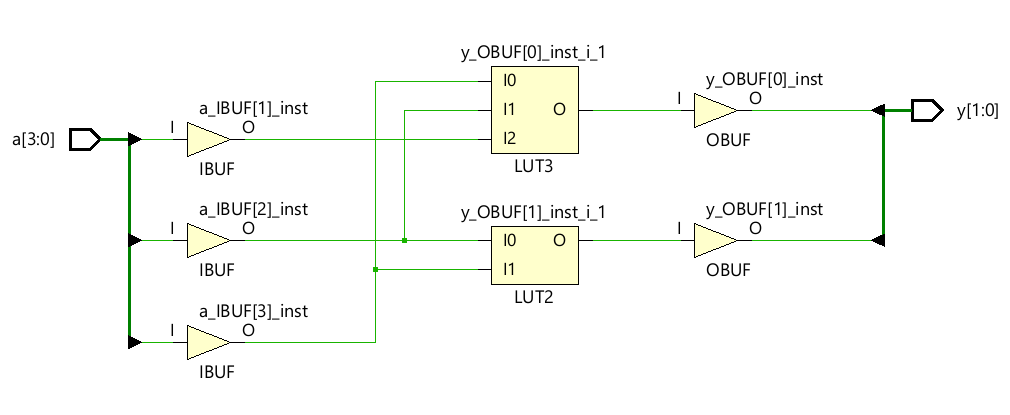 y_OBUF[0]_inst_i_1
I0
I1
O
I2
LUT3
a_IBUF[1]_inst
I
O
IBUF
a[3:0]
y_OBUF[0]_inst
I
O
OBUF
y[1:0]
a_IBUF[2]_inst
I
O
IBUF
y_OBUF[1]_inst_i_1
I0
O
I1
LUT2
y_OBUF[1]_inst
I
O
OBUF
a_IBUF[3]_inst
I
O
IBUF